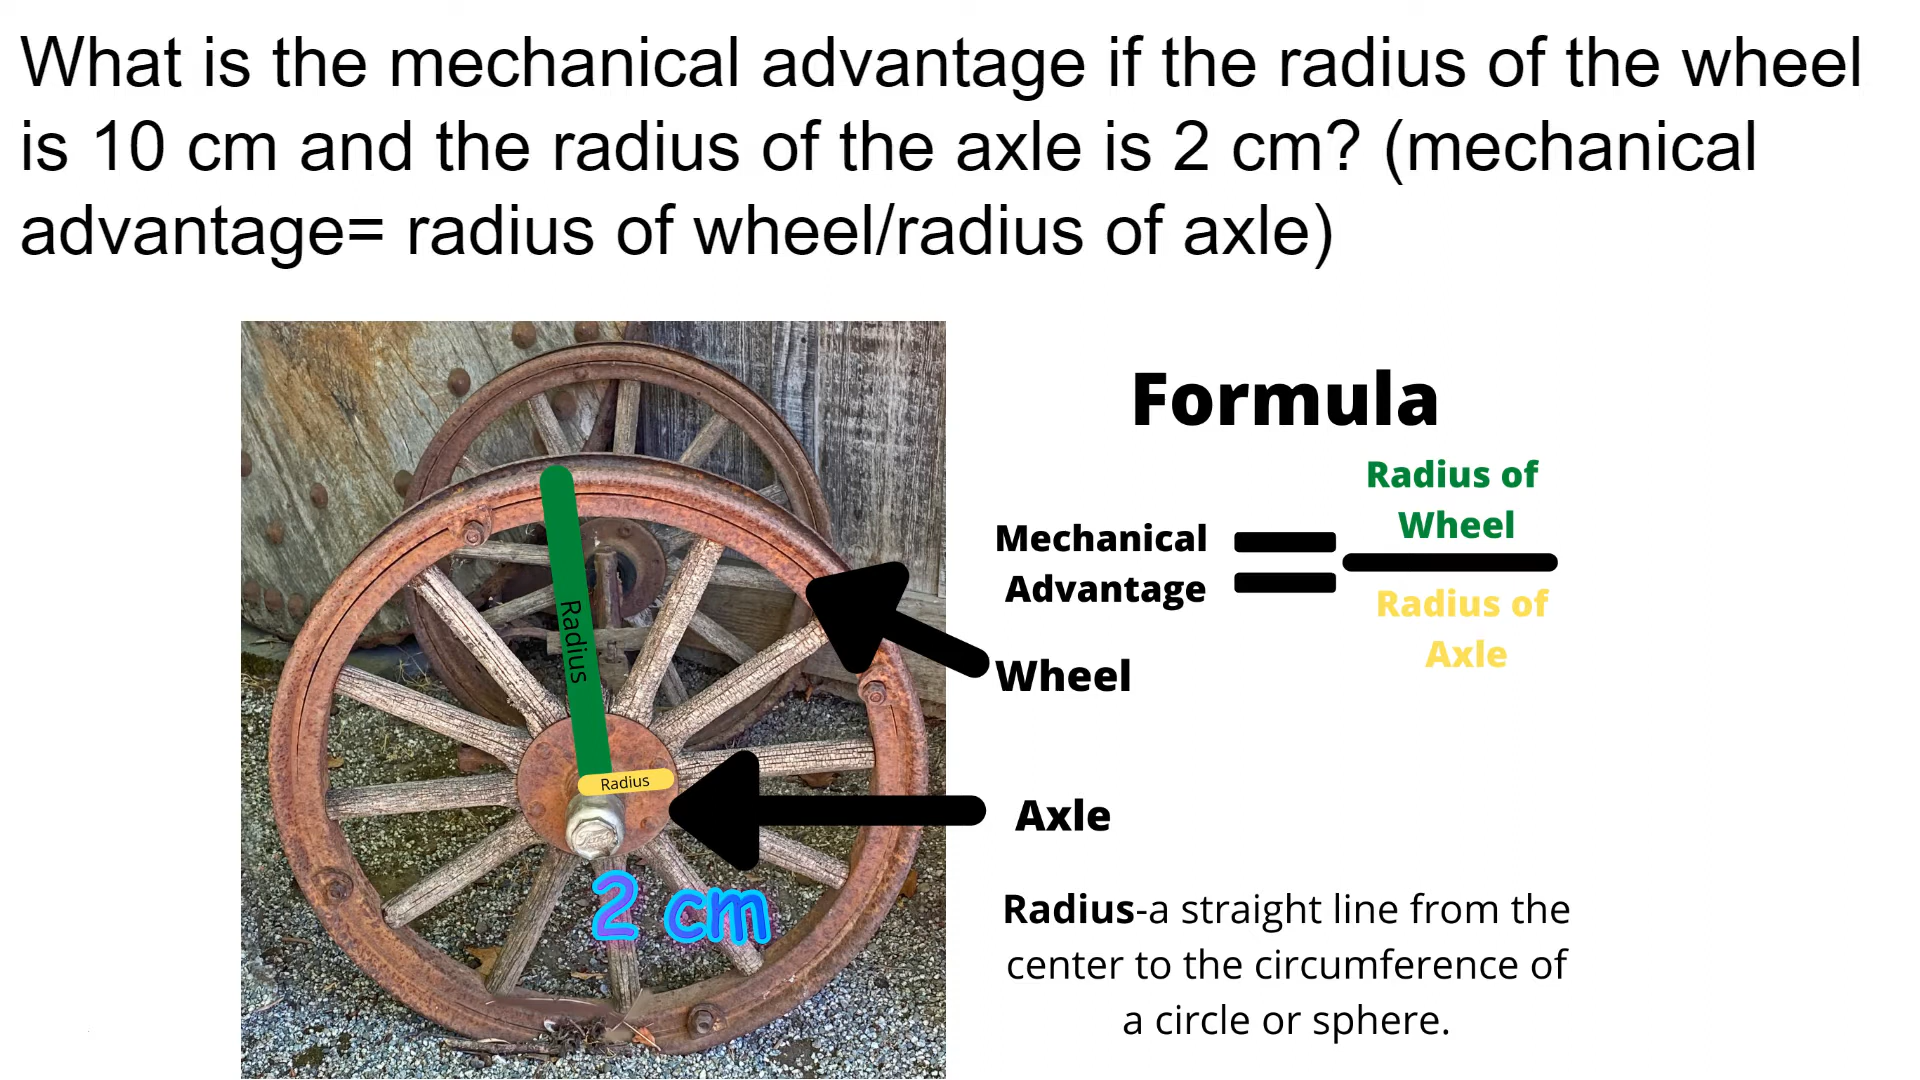 What is the mechanical advantage if the radius of the wheel
is 10 cm and the radius of the axle is 2 cm? (mechanical
advantage= radius of wheel/radius of axle)
Formula
Mechanical
Advantage
Radius of
Wheel
Radius of
Axle
Radius
Wheel
Radius
Axle
2 cm
Radius-a straight line from the
center to the circumference of
a circle or sphere.